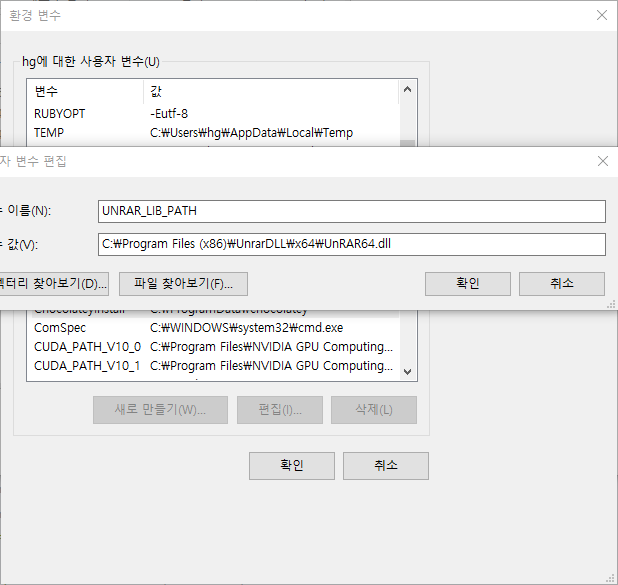 환경 변수
hg에 대한 사용자 변수(U)
변수 값
RUBYOPT -Eutf-8
TEMP C:₩Users₩hg₩AppData₩Local₩Temp
자 변수 편집
수 이름(N): UNRAR_LIB_PATH
수 값(V): C:₩Program Files (x86)₩UnrarDLL₩x64₩UnRAR64.dll
렉터리 찾아보기(D)... 파일 찾아보기(F)... 확인 취소
ChocolateyInstall C:₩ProgramData₩chocolatey
ComSpec C:₩WINDOWS₩system32₩cmd.exe
CUDA_PATH_V10_0 C:₩Program Files₩NVIDIA GPU Computing...
CUDA_PATH_V10_1 C:₩Program Files₩NVIDIA GPU Computing...
새로 만들기(W)... 편집(I)... 삭제(L)
확인 취소